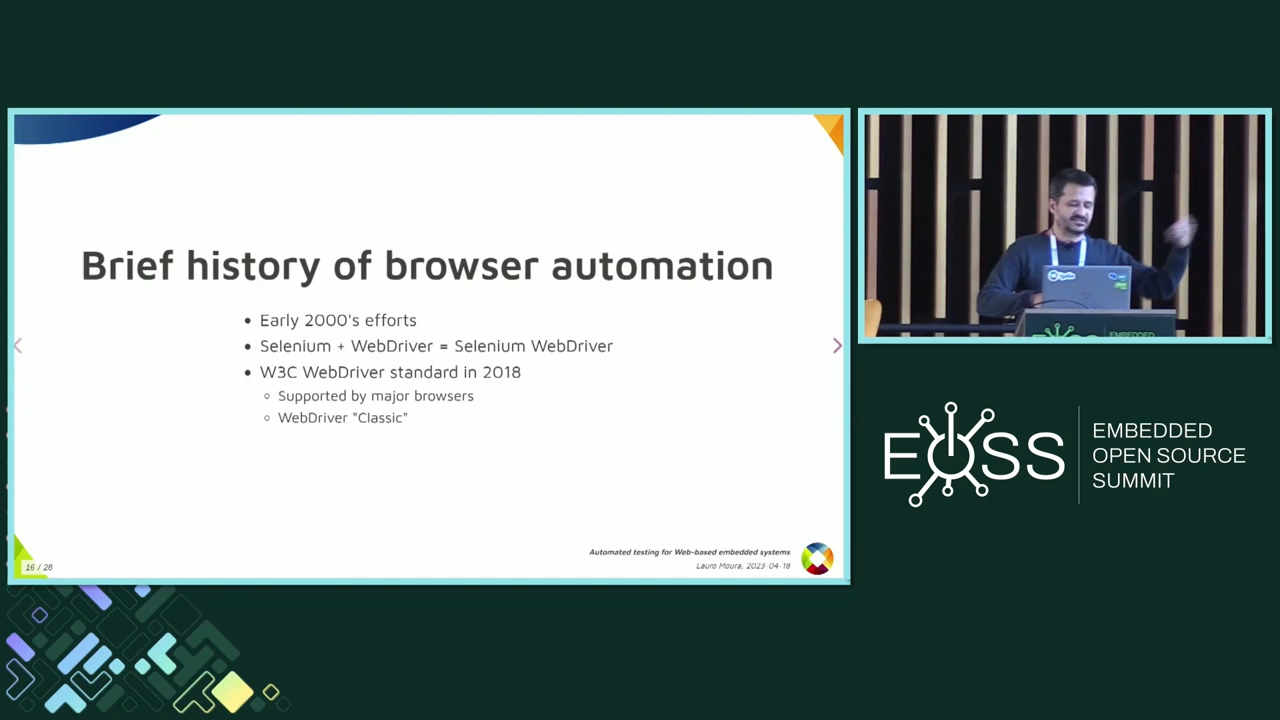 Brief history of browser automation
• Early 2000's efforts
• Selenium + WebDriver = Selenium WebDriver
• W3C WebDriver standard in 2018
◦ Supported by major browsers
◦ WebDriver "Classic"
Automated testing for Web-based embedded systems
Lauro Moura, 2023-04-18
16 / 28
EMBEDDED
EOSS
EMBEDDED
OPEN SOURCE
SUMMIT